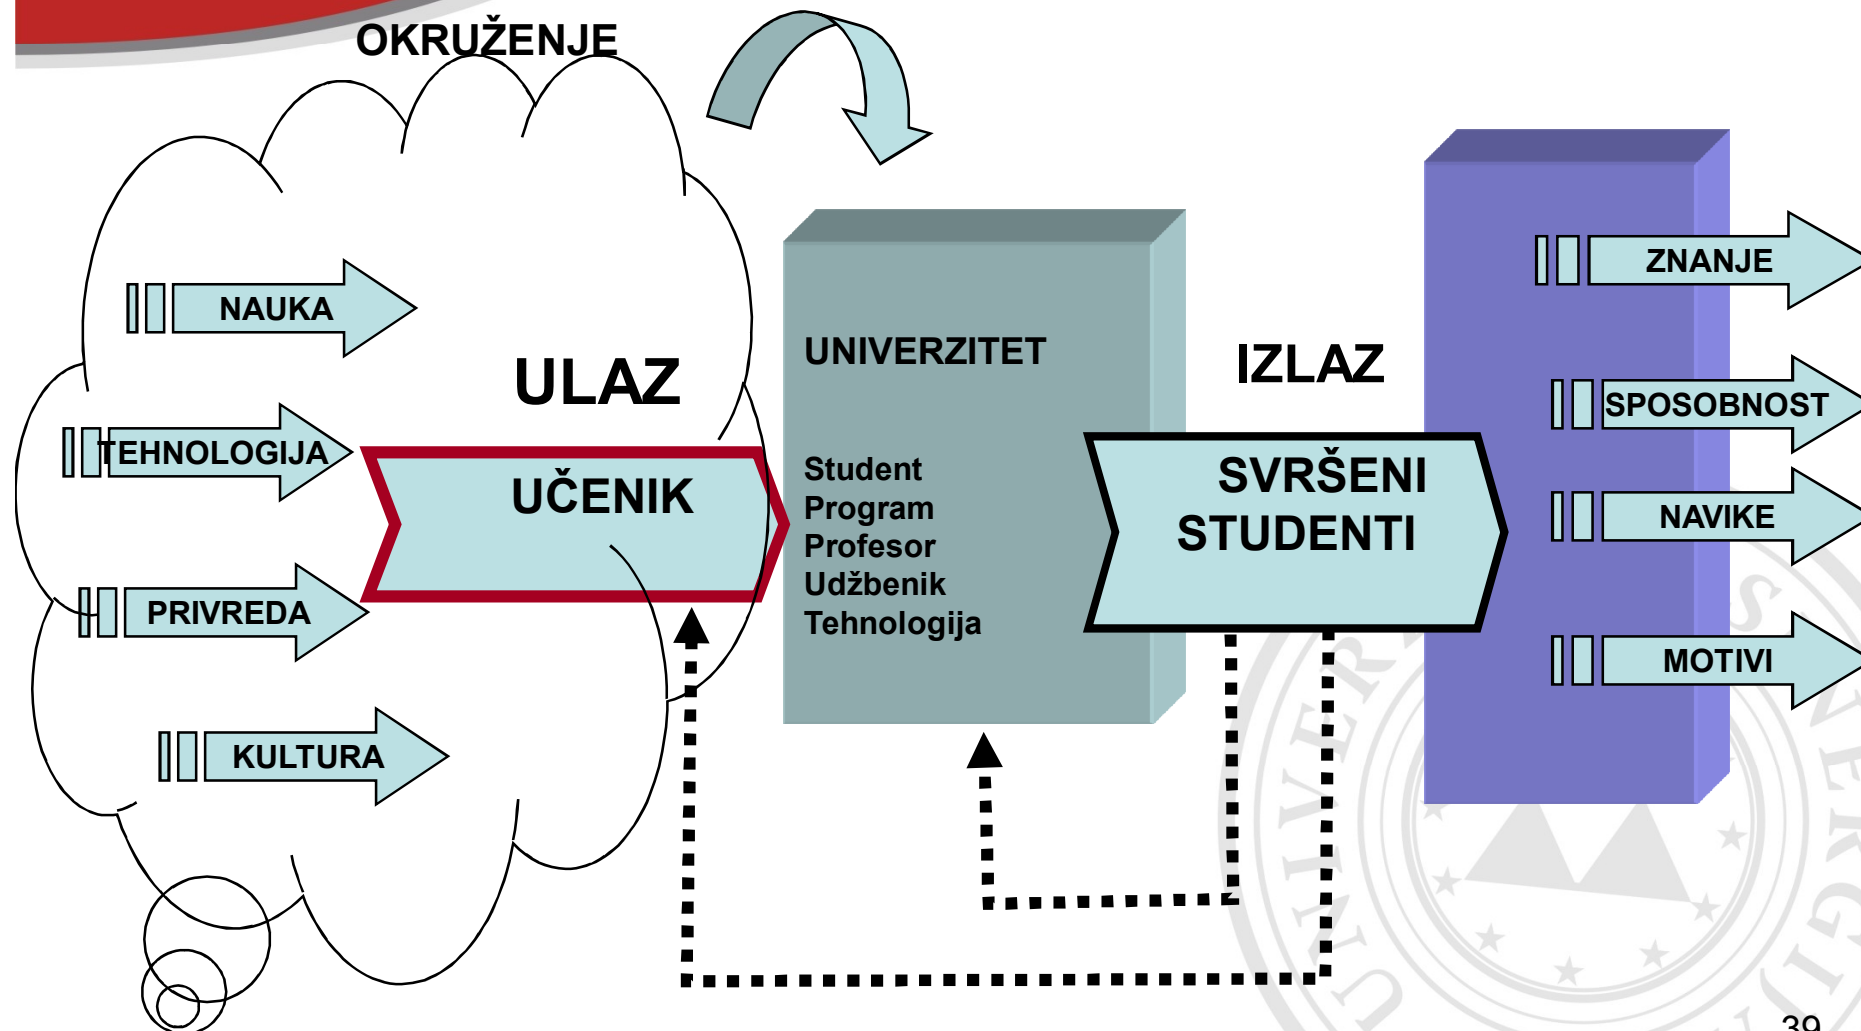 OKRUŽENJE
NAUKA
TEHNOLOGIJA
PRIVREDA
KULTURA
ULAZ
UČENIK
UNIVERZITET
Student
Program
Profesor
Udžbenik
Tehnologija
IZLAZ
SVRŠENI
STUDENTI
ZNANJE
SPOSOBNOST
NAVIKE
MOTIVI
39